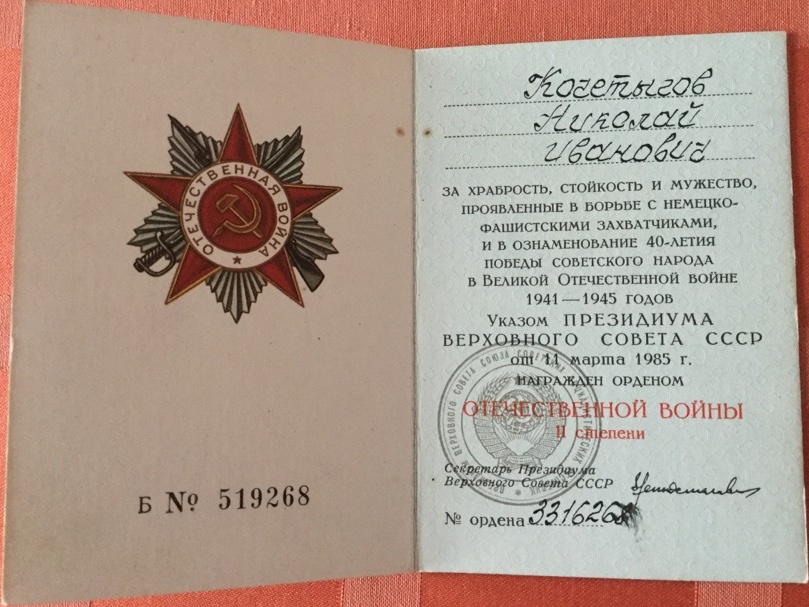 ОТЕЧЕСТВЕННАЯ ВОЙНА
Б № 519268
Кочетыгов
Николай
Иванович
ЗА ХРАБРОСТЬ, СТОЙКОСТЬ И МУЖЕСТВО,
ПРОЯВЛЕННЫЕ В БОРЬБЕ С НЕМЕЦКО-
ФАШИСТСКИМИ ЗАХВАТЧИКАМИ,
И В ОЗНАМЕНОВАНИЕ 40-ЛЕТИЯ
ПОБЕДЫ СОВЕТСКОГО НАРОДА
В ВЕЛИКОЙ ОТЕЧЕСТВЕННОЙ ВОЙНЕ
1941—1945 ГОДОВ
УКАЗОМ ПРЕЗИДИУМА
ВЕРХОВНОГО СОВЕТА СССР
от 11 марта 1985 г.
НАГРАЖДЕН ОРДЕНОМ
ОТЕЧЕСТВЕННОЙ ВОЙНЫ
II степени
Секретарь Президиума
Верховного Совета СССР
№ ордена 3316268